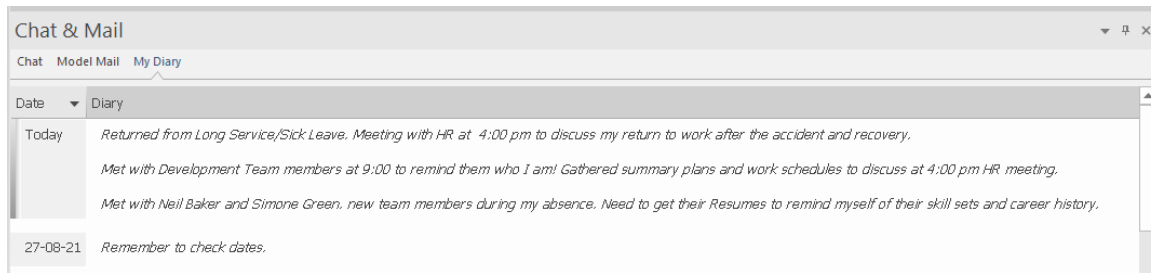 Chat & Mail
Chat Model Mail My Diary
Date Diary
Today Returned from Long Service/Sick Leave. Meeting with HR at 4:00 pm to discuss my return to work after the accident and recovery.
Met with Development Team members at 9:00 to remind them who I am! Gathered summary plans and work schedules to discuss at 4:00 pm HR meeting.
Met with Neil Baker and Simone Green, new team members during my absence. Need to get their Resumes to remind myself of their skill sets and career history.
27-08-21 Remember to check dates.